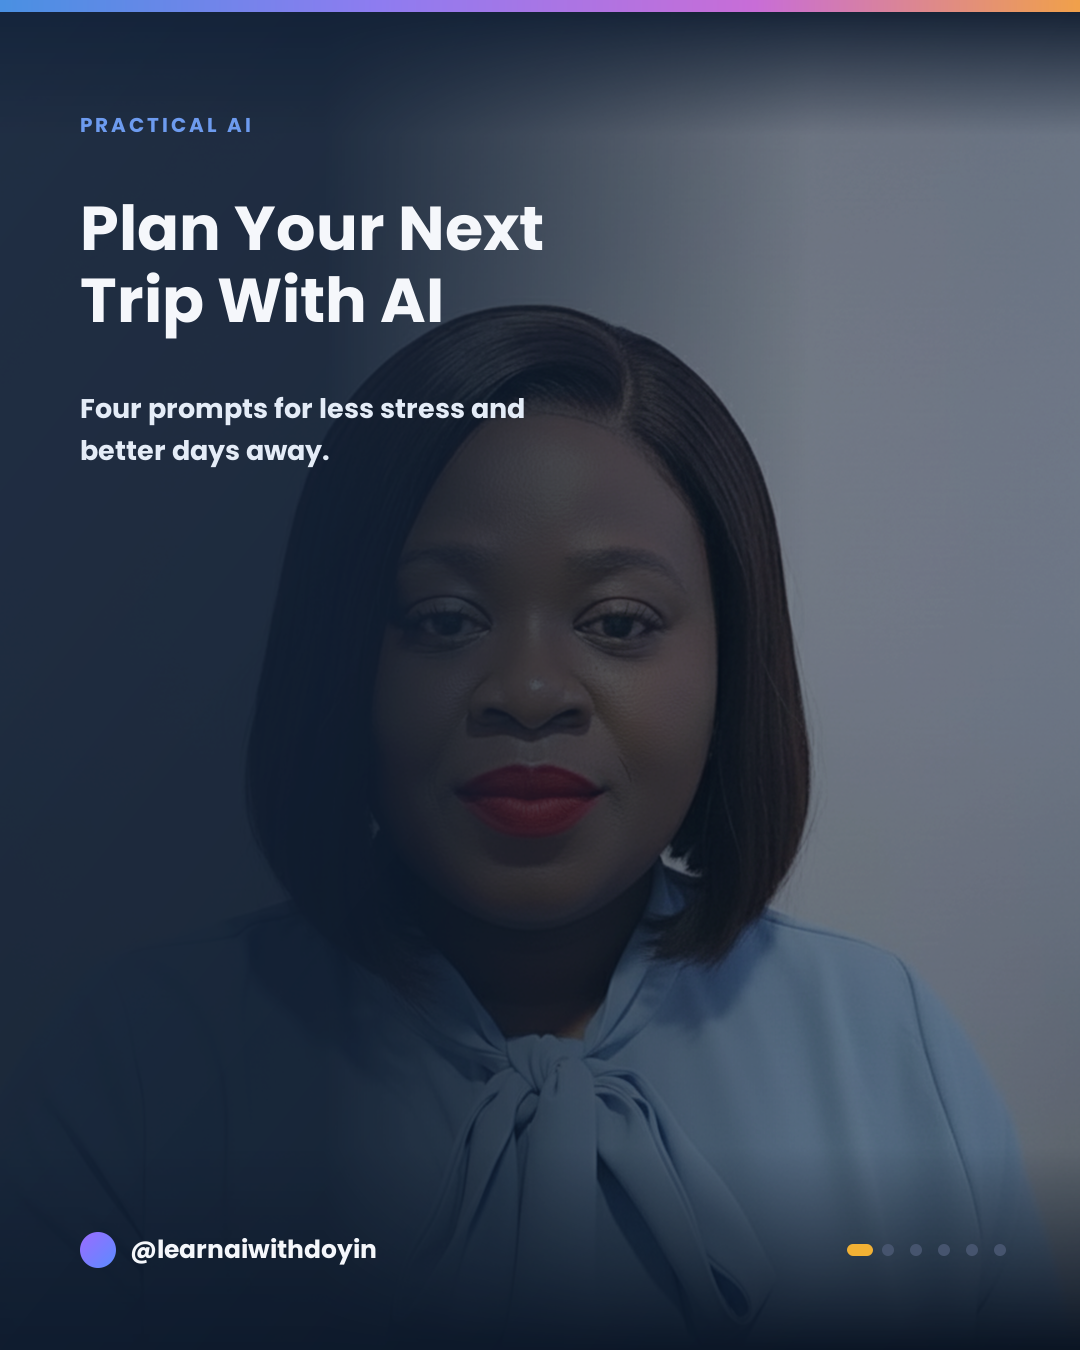 PRACTICAL AI
Plan Your Next
Trip With AI
Four prompts for less stress and
better days away.
@learnaiwithdoyin